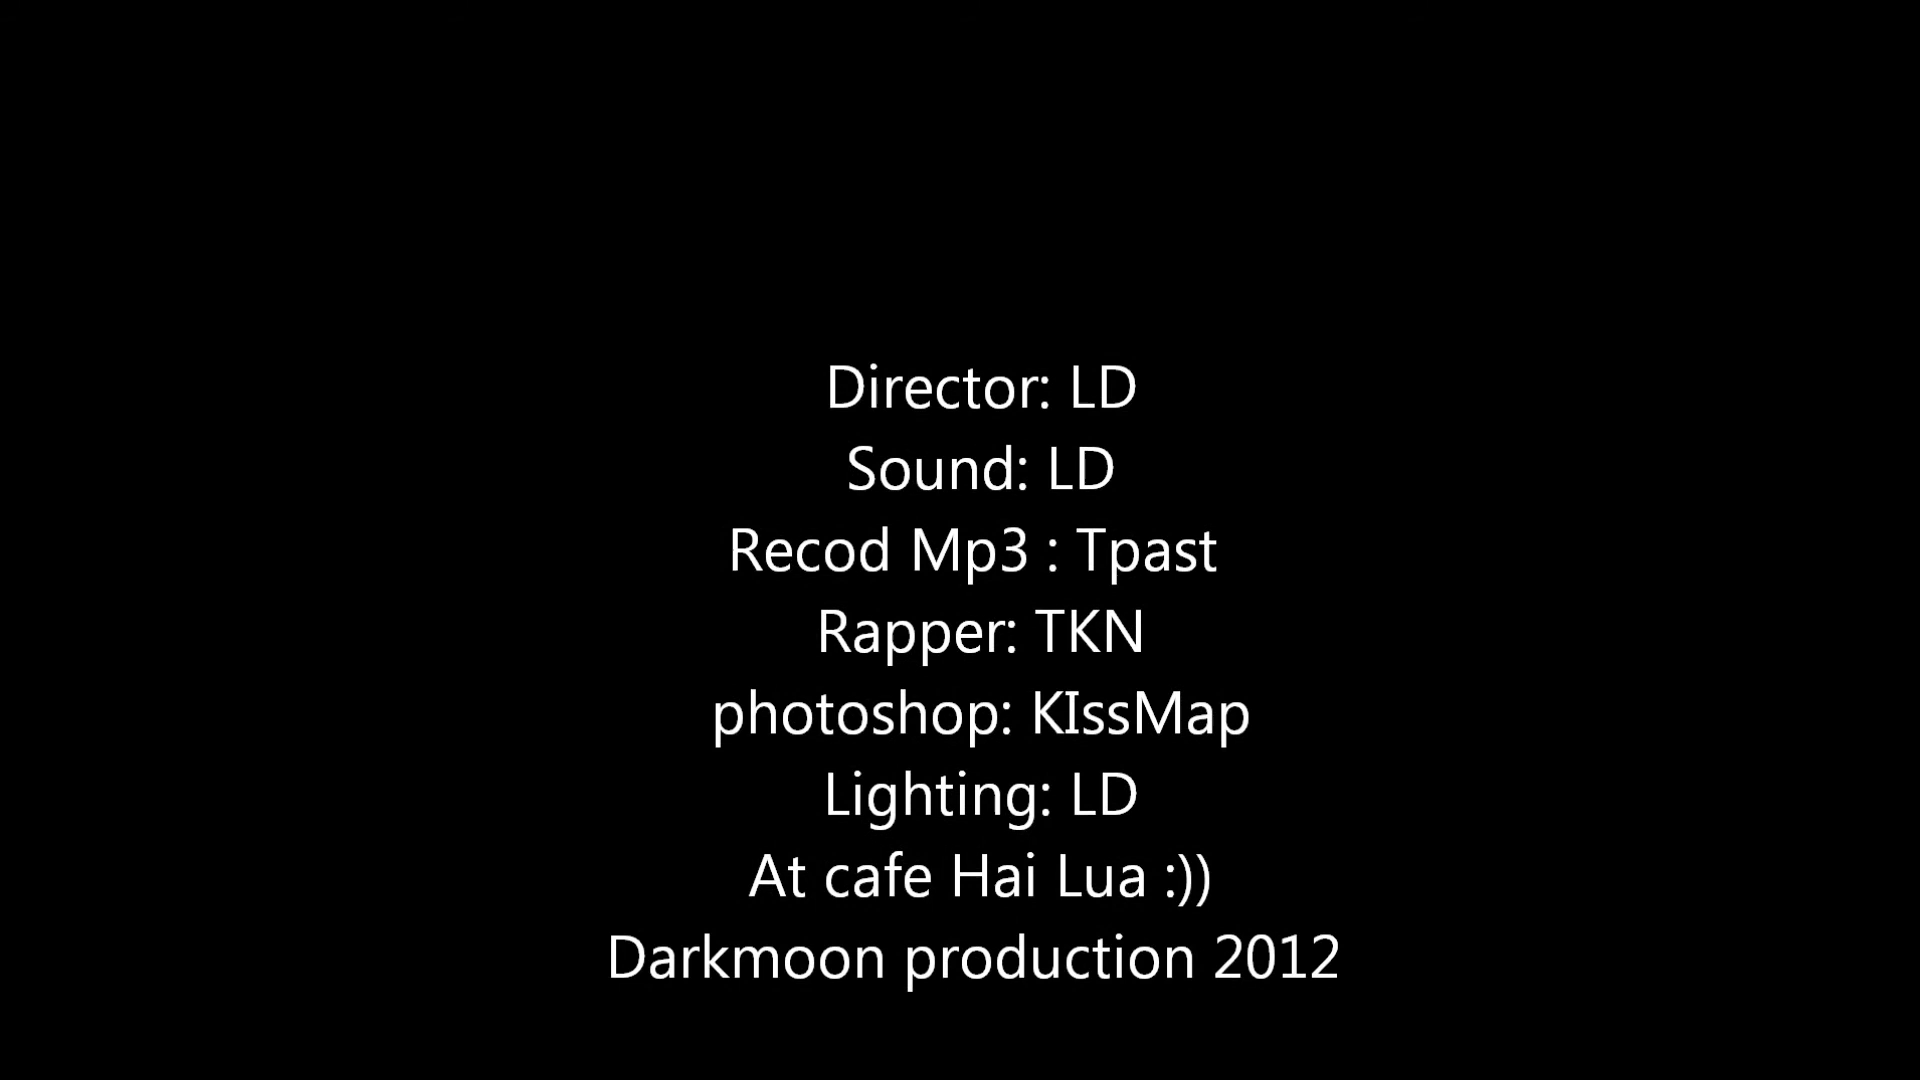 Director: LD
Sound: LD
Recod Mp3 : Tpast
Rapper: TKN
photoshop: KIssMap
Lighting: LD
At cafe Hai Lua :))
Darkmoon production 2012